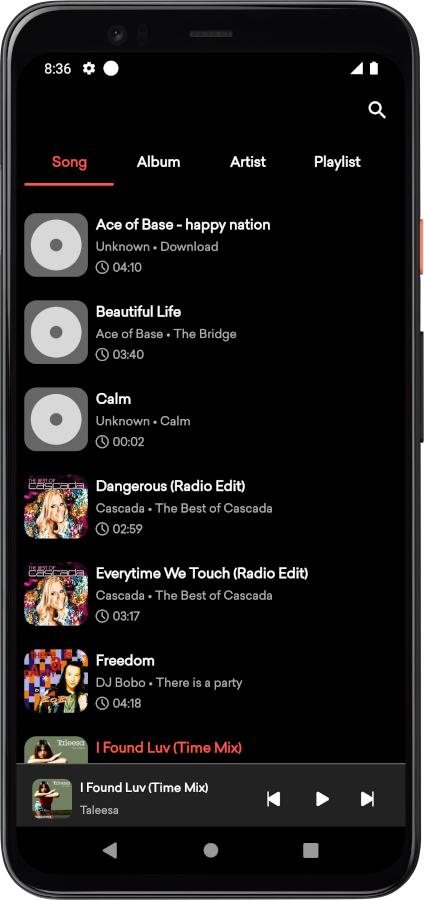 8:36
Song Album Artist Playlist
Ace of Base - happy nation
Unknown • Download
04:10
Beautiful Life
Ace of Base • The Bridge
03:40
Calm
Unknown • Calm
00:02
THE BEST OF
CASCADA
Dangerous (Radio Edit)
Cascada • The Best of Cascada
02:59
THE BEST OF
CASCADA
Everytime We Touch (Radio Edit)
Cascada • The Best of Cascada
03:17
Freedom
DJ Bobo • There is a party
04:18
Taleesa
I Found Luv (Time Mix)
I Found Luv (Time Mix)
Taleesa